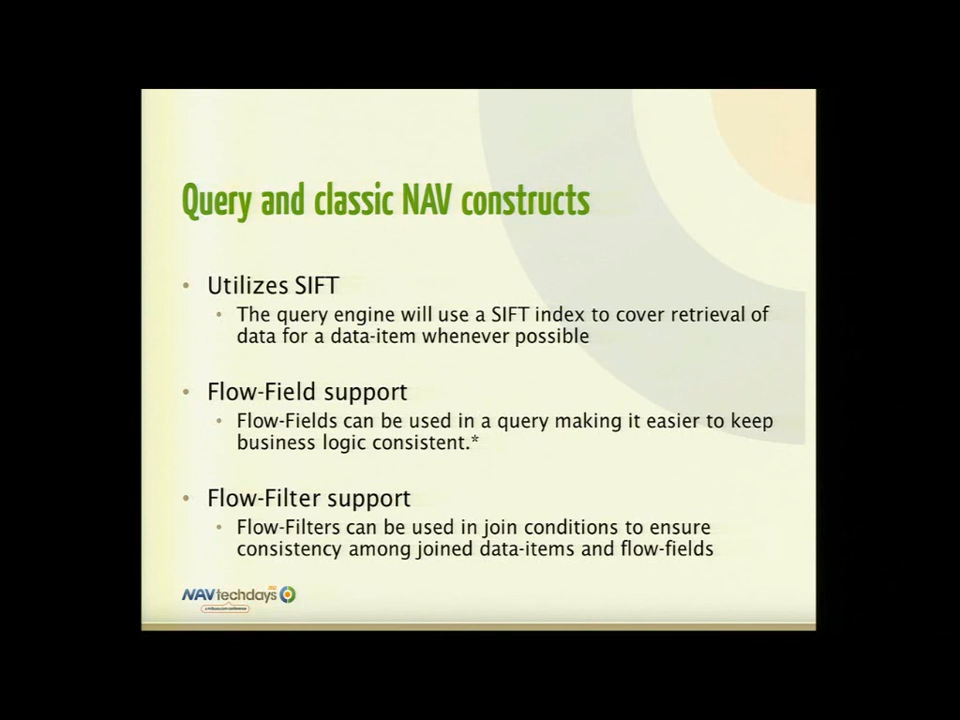 Query and classic NAV constructs
• Utilizes SIFT
• The query engine will use a SIFT index to cover retrieval of
data for a data-item whenever possible
• Flow-Field support
• Flow-Fields can be used in a query making it easier to keep
business logic consistent.*
• Flow-Filter support
• Flow-Filters can be used in join conditions to ensure
consistency among joined data-items and flow-fields
NAVtechdays